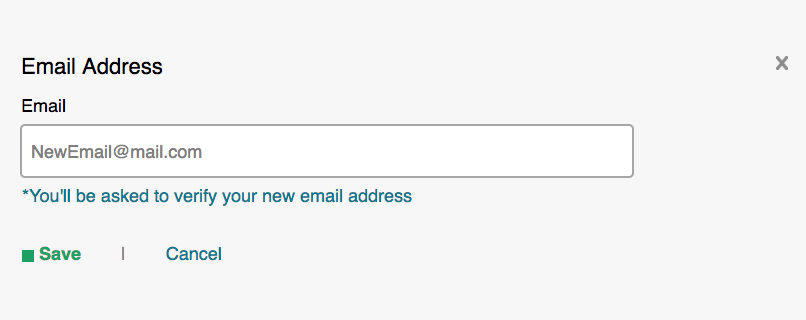 Email Address
Email
NewEmail@mail.com
*You'll be asked to verify your new email address
Save | Cancel